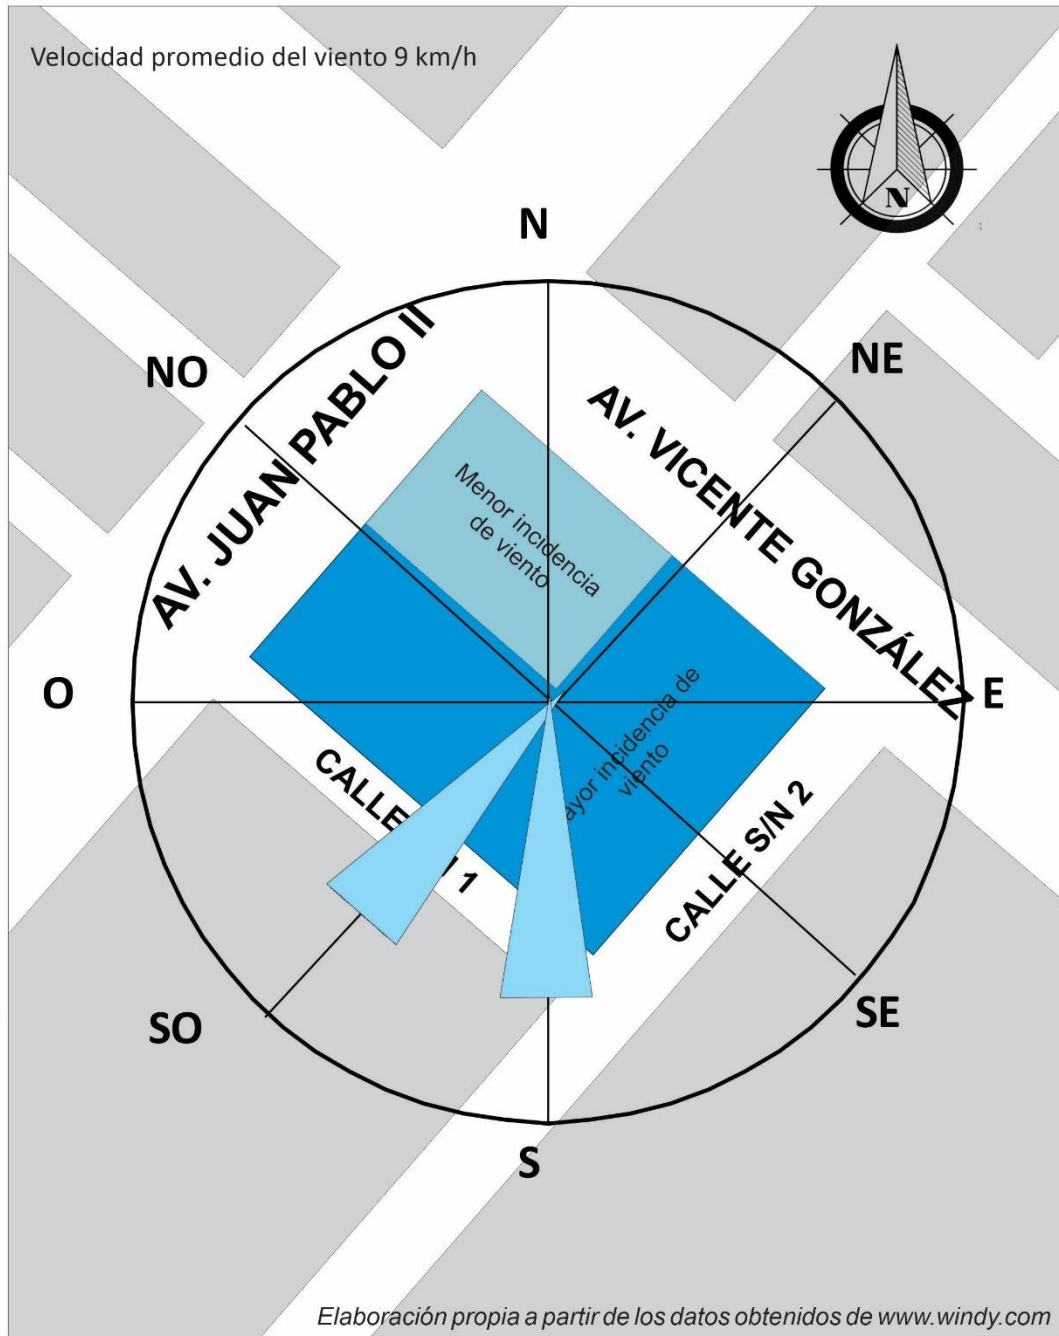 Velocidad promedio del viento 9 km/h
N
N
NO
NE
AV. JUAN PABLO II
AV. VICENTE GONZÁLEZ
Menor incidencia
de viento
O
E
ayor incidencia de
viento
CALLE
1
CALLE S/N 2
SO
SE
S
Elaboración propia a partir de los datos obtenidos de www.windy.com